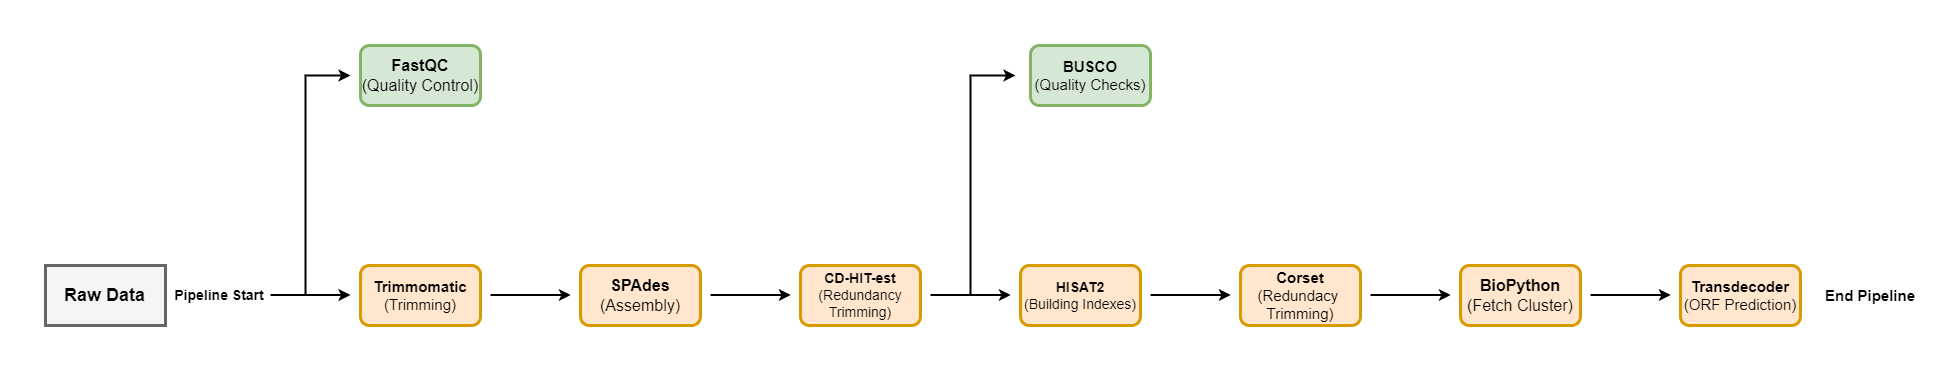 FastQC
(Quality Control)
BUSCO
(Quality Checks)
Raw Data
Pipeline Start
Trimmomatic
(Trimming)
SPAdes
(Assembly)
CD-HIT-est
(Redundancy
Trimming)
HISAT2
(Building Indexes)
Corset
(Redundacy
Trimming)
BioPython
(Fetch Cluster)
Transdecoder
(ORF Prediction)
End Pipeline